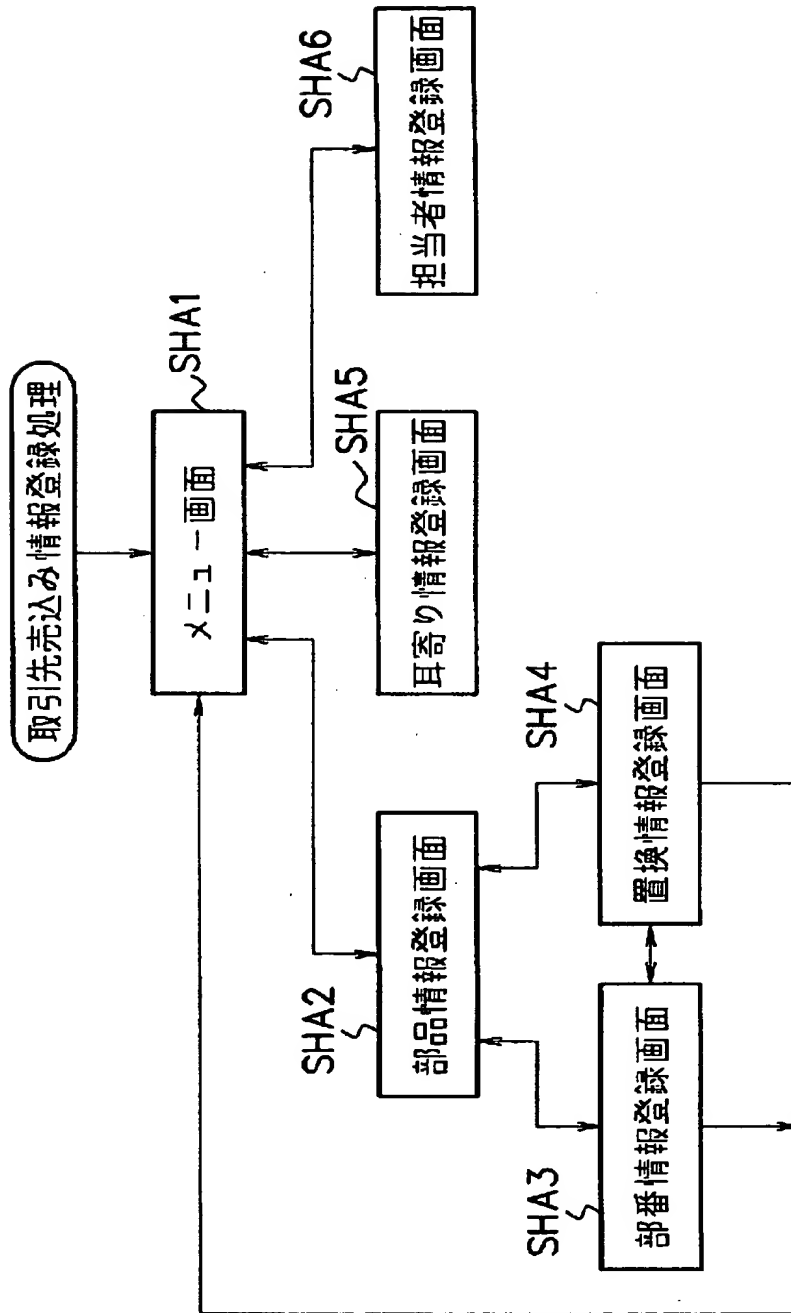 取引先売込み情報登録処理
SHA1
メニュー画面
SHA2
部品情報登録画面
SHA5
耳寄り情報登録画面
SHA6
担当者情報登録画面
SHA3
部番情報登録画面
SHA4
置換情報登録画面